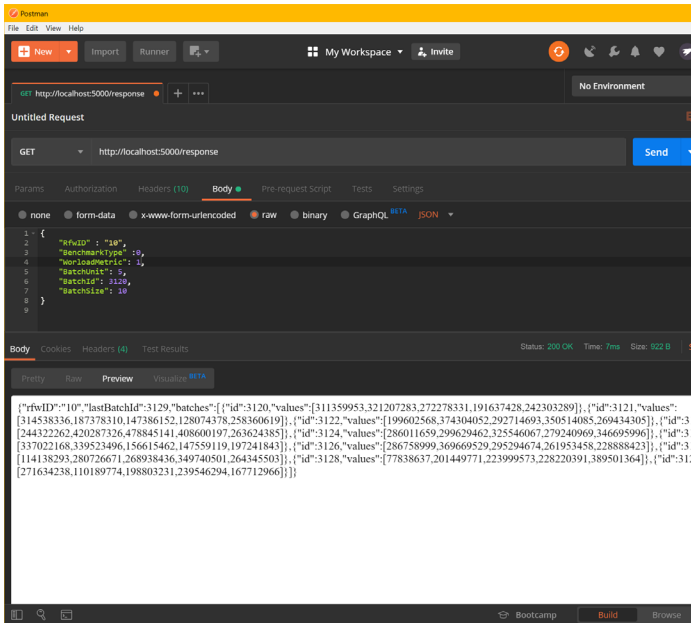 Postman
File Edit View Help
New Import Runner My Workspace Invite
GET http://localhost:5000/response
No Environment
Untitled Request
GET http://localhost:5000/response Send
Params Authorization Headers (10) Body Pre-request Script Tests Settings
none form-data x-www-form-urlencoded raw binary GraphQL BETA JSON
1 {
2 "RfwID" : "10",
3 "BenchmarkType" :0,
4 "WorloadMetric": 1,
5 "BatchUnit": 5,
6 "BatchId": 3120,
7 "BatchSize": 10
8 }
9
Body Cookies Headers (4) Test Results Status: 200 OK Time: 7ms Size: 922 B
Pretty Raw Preview Visualize BETA
{"rfwID":"10","lastBatchId":3129,"batches":[{"id":3120,"values":[311359953,321207283,272278331,191637428,242303289]},{"id":3121,"values":
[314538336,187378310,147386152,128074378,258360619]},{"id":3122,"values":[199602568,374304052,292714693,350514085,269434305]},{"id":3
[244322262,420287326,478845141,408600197,263624385]},{"id":3124,"values":[286011659,299629462,325546067,279240969,346695996]},{"id":3
[337022168,339523496,156615462,147559119,197241843]},{"id":3126,"values":[286758999,369669529,295294674,261953458,228888423]},{"id":3
[114138293,280726671,268938436,349740501,264345503]},{"id":3128,"values":[77838637,201449771,223999573,228220391,389501364]},{"id":312
[271634238,110189774,198803231,239546294,167712966]}]}
Bootcamp Build Browse